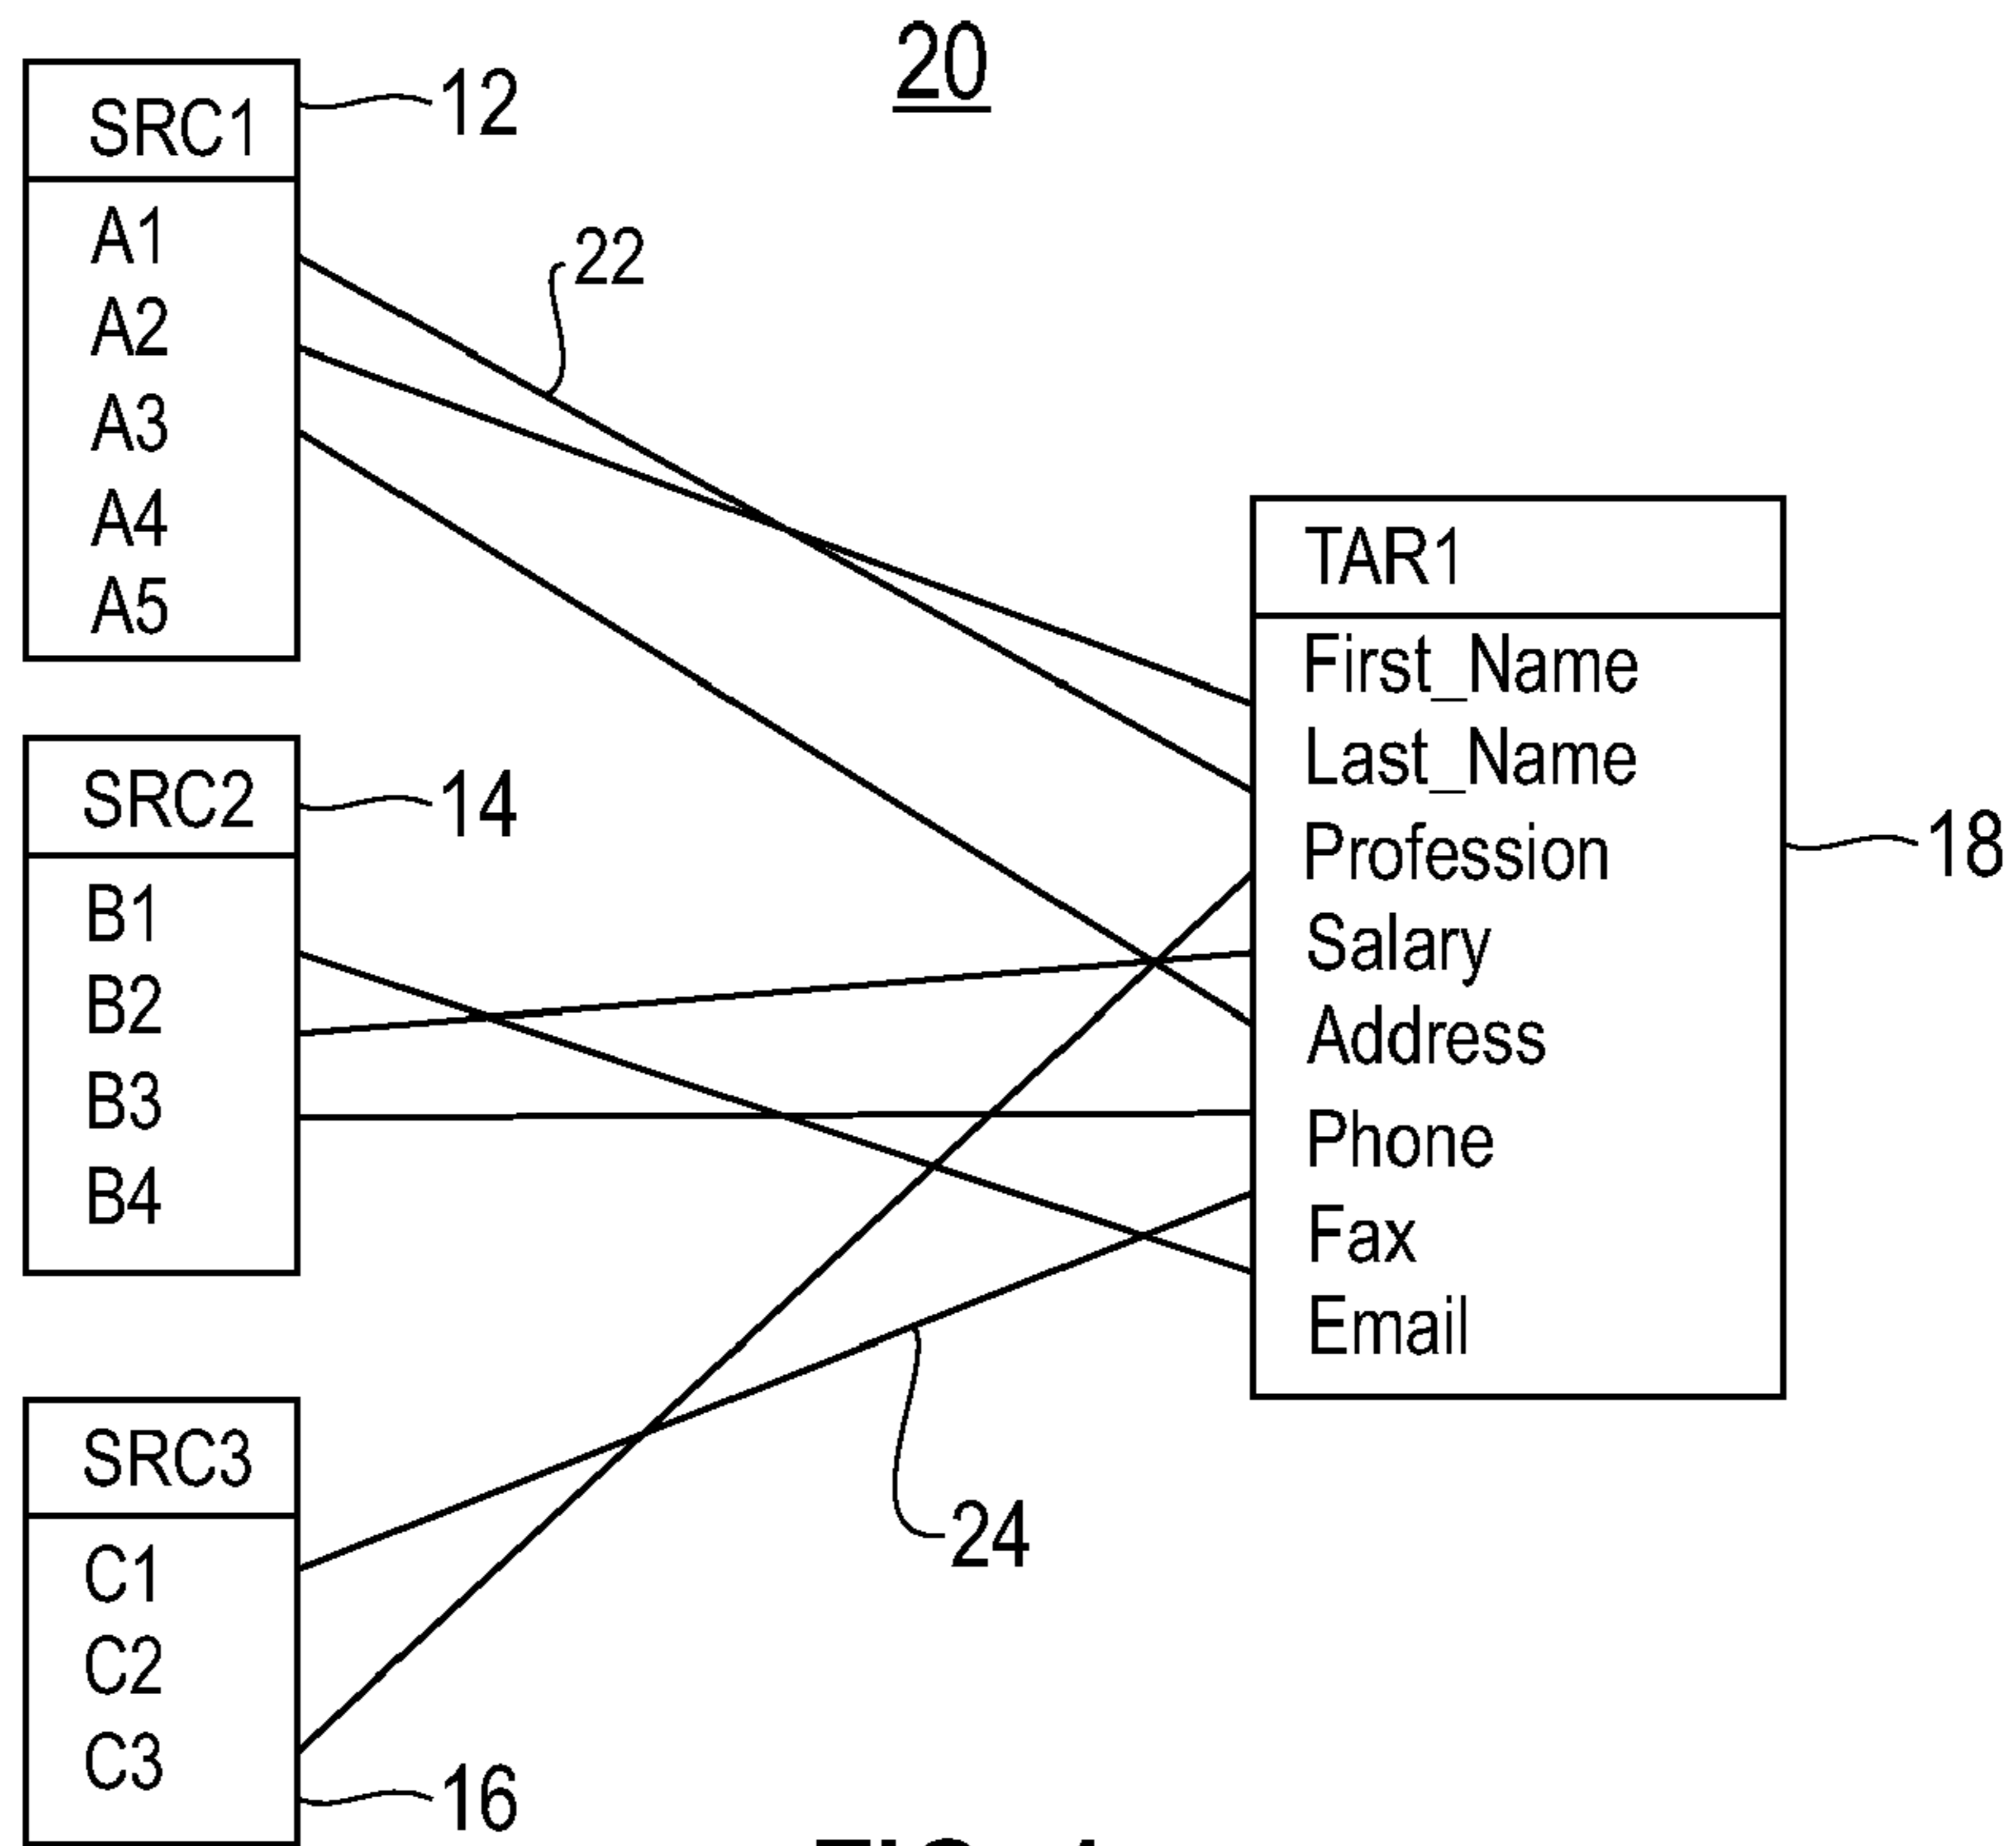 20
SRC1
12
A1
A2
A3
A4
A5
22
SRC2
14
B1
B2
B3
B4
SRC3
C1
C2
C3
16
24
TAR1
First_Name
Last_Name
Profession
Salary
Address
Phone
Fax
Email
18